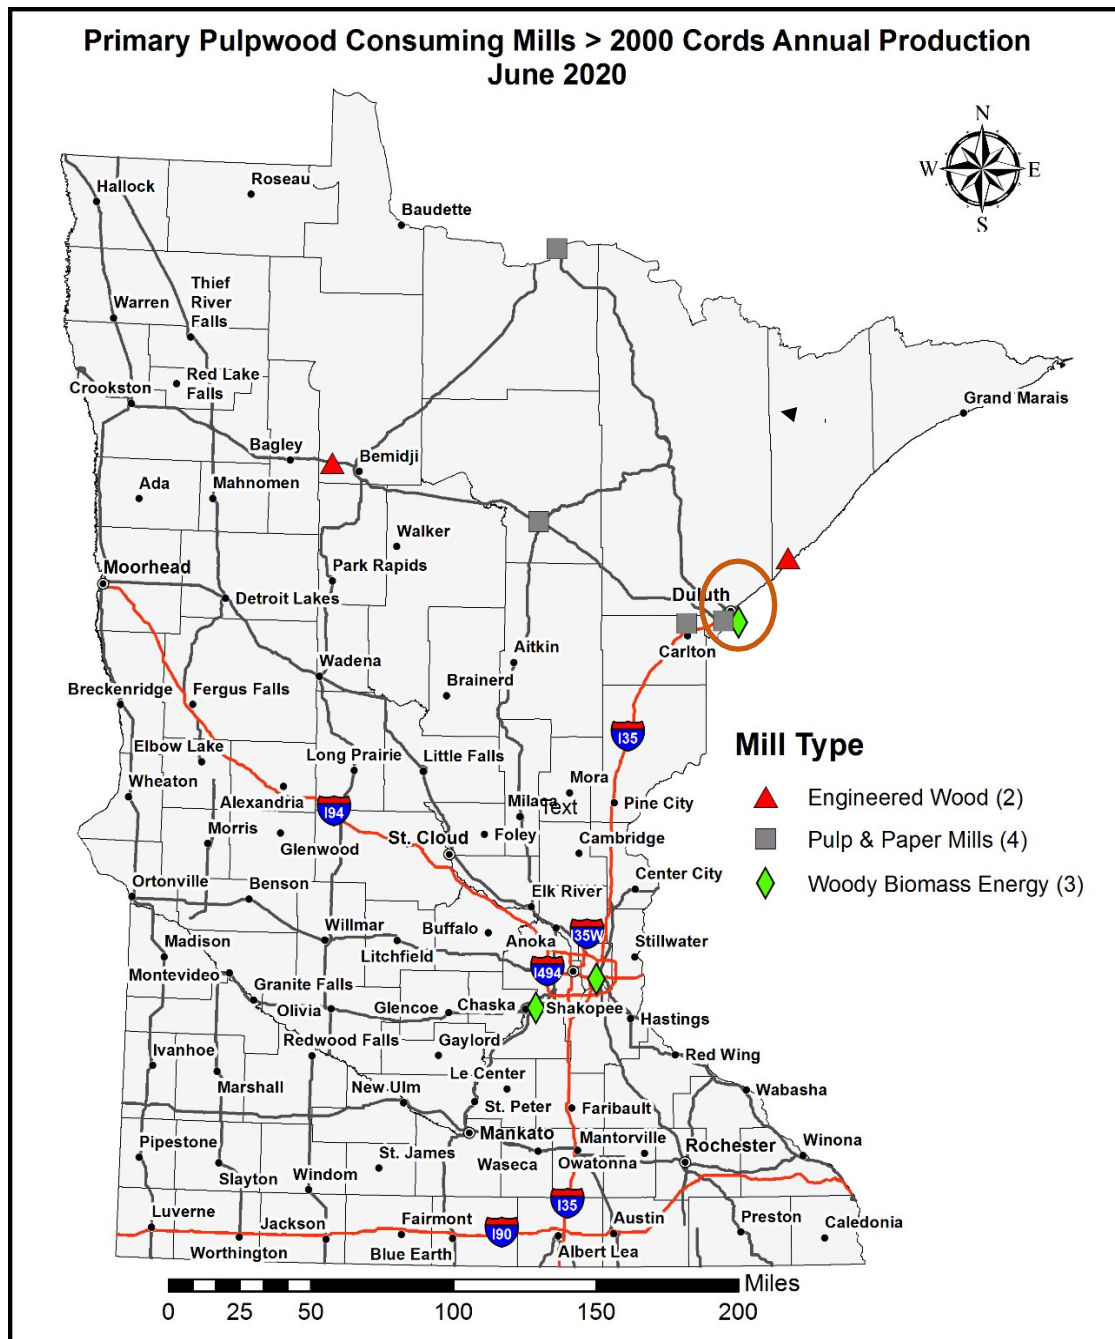 Primary Pulpwood Consuming Mills > 2000 Cords Annual Production
June 2020
N
W
E
S
Roseau
Hallock
Baudette
Thief
River
Falls
Warren
Red Lake
Falls
Crookston
Grand Marais
Bagley
Bemidji
Ada
Mahnomen
Walker
Park Rapids
Moorhead
Detroit Lakes
Duluth
Carlton
Aitkin
Wadena
Brainerd
Breckenridge
Fergus Falls
I35
Elbow Lake
Long Prairie
Little Falls
Mora
Wheaton
Alexandria
I94
Milaca
Text
Pine City
Morris
Glenwood
St. Cloud
Foley
Cambridge
Center City
Ortonville
Benson
Elk River
Willmar
Buffalo
Anoka
I35W
Stillwater
Madison
Litchfield
I494
Montevideo
Granite Falls
Olivia
Glencoe
Chaska
Shakopee
Hastings
Redwood Falls
Gaylord
Ivanhoe
Marshall
Le Center
Red Wing
New Ulm
St. Peter
Faribault
Wabasha
Mankato
Mantorville
Rochester
Winona
Pipestone
St. James
Waseca
Owatonna
Slayton
Windom
Luverne
Jackson
Fairmont
I90
I35
Austin
Preston
Caledonia
Worthington
Blue Earth
Albert Lea
Mill Type
Engineered Wood (2)
Pulp & Paper Mills (4)
Woody Biomass Energy (3)
Miles
0 25 50 100 150 200